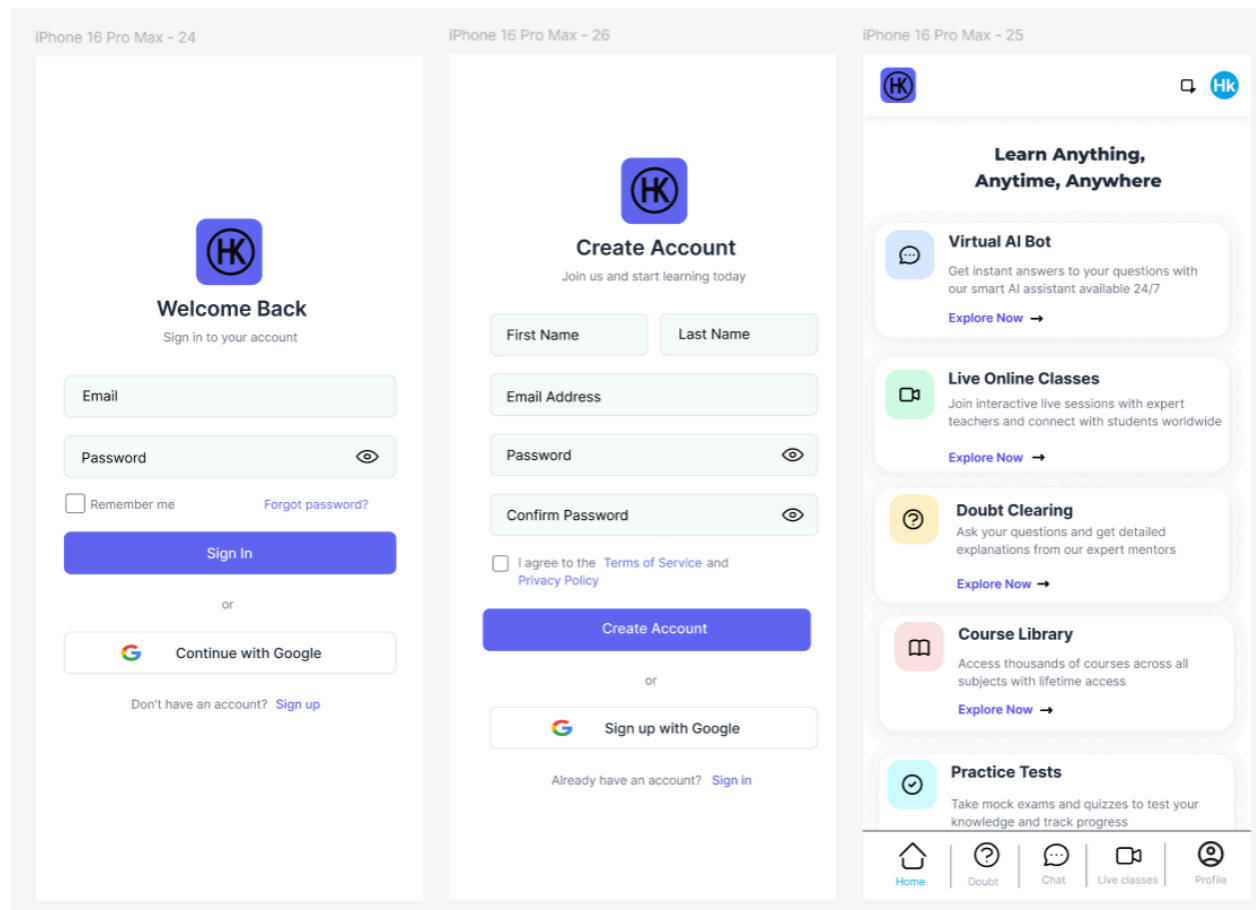 iPhone 16 Pro Max - 24
HK
Welcome Back
Sign in to your account
Email
Password
Remember me
Forgot password?
Sign In
or
Continue with Google
Don't have an account? Sign up
iPhone 16 Pro Max - 26
HK
Create Account
Join us and start learning today
First Name
Last Name
Email Address
Password
Confirm Password
I agree to the Terms of Service and
Privacy Policy
Create Account
or
Sign up with Google
Already have an account? Sign in
iPhone 16 Pro Max - 25
HK
Hk
Learn Anything,
Anytime, Anywhere
Virtual AI Bot
Get instant answers to your questions with
our smart AI assistant available 24/7
Explore Now →
Live Online Classes
Join interactive live sessions with expert
teachers and connect with students worldwide
Explore Now →
Doubt Clearing
Ask your questions and get detailed
explanations from our expert mentors
Explore Now →
Course Library
Access thousands of courses across all
subjects with lifetime access
Explore Now →
Practice Tests
Take mock exams and quizzes to test your
knowledge and track progress
Home
Doubt
Chat
Live classes
Profile